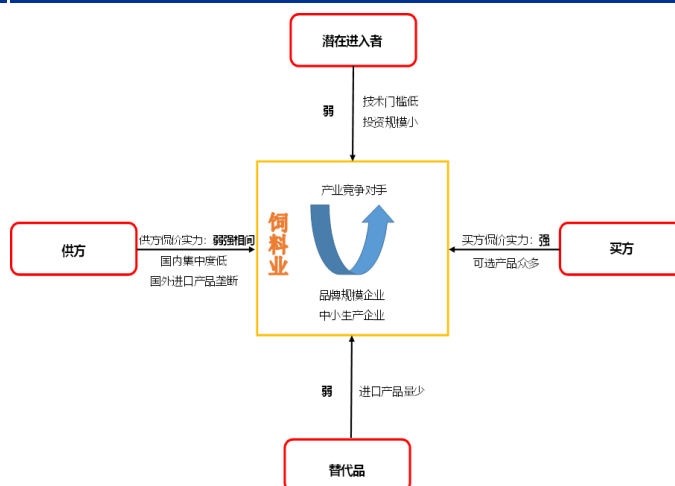 潜在进入者
弱
技术门槛低
投资规模小
产业竞争对手
饲料业
品牌规模企业
中小生产企业
供方
供方侃价实力：弱强相间
国内集中度低
国外进口产品垄断
买方侃价实力：强
可选产品众多
买方
弱
进口产品量少
替代品